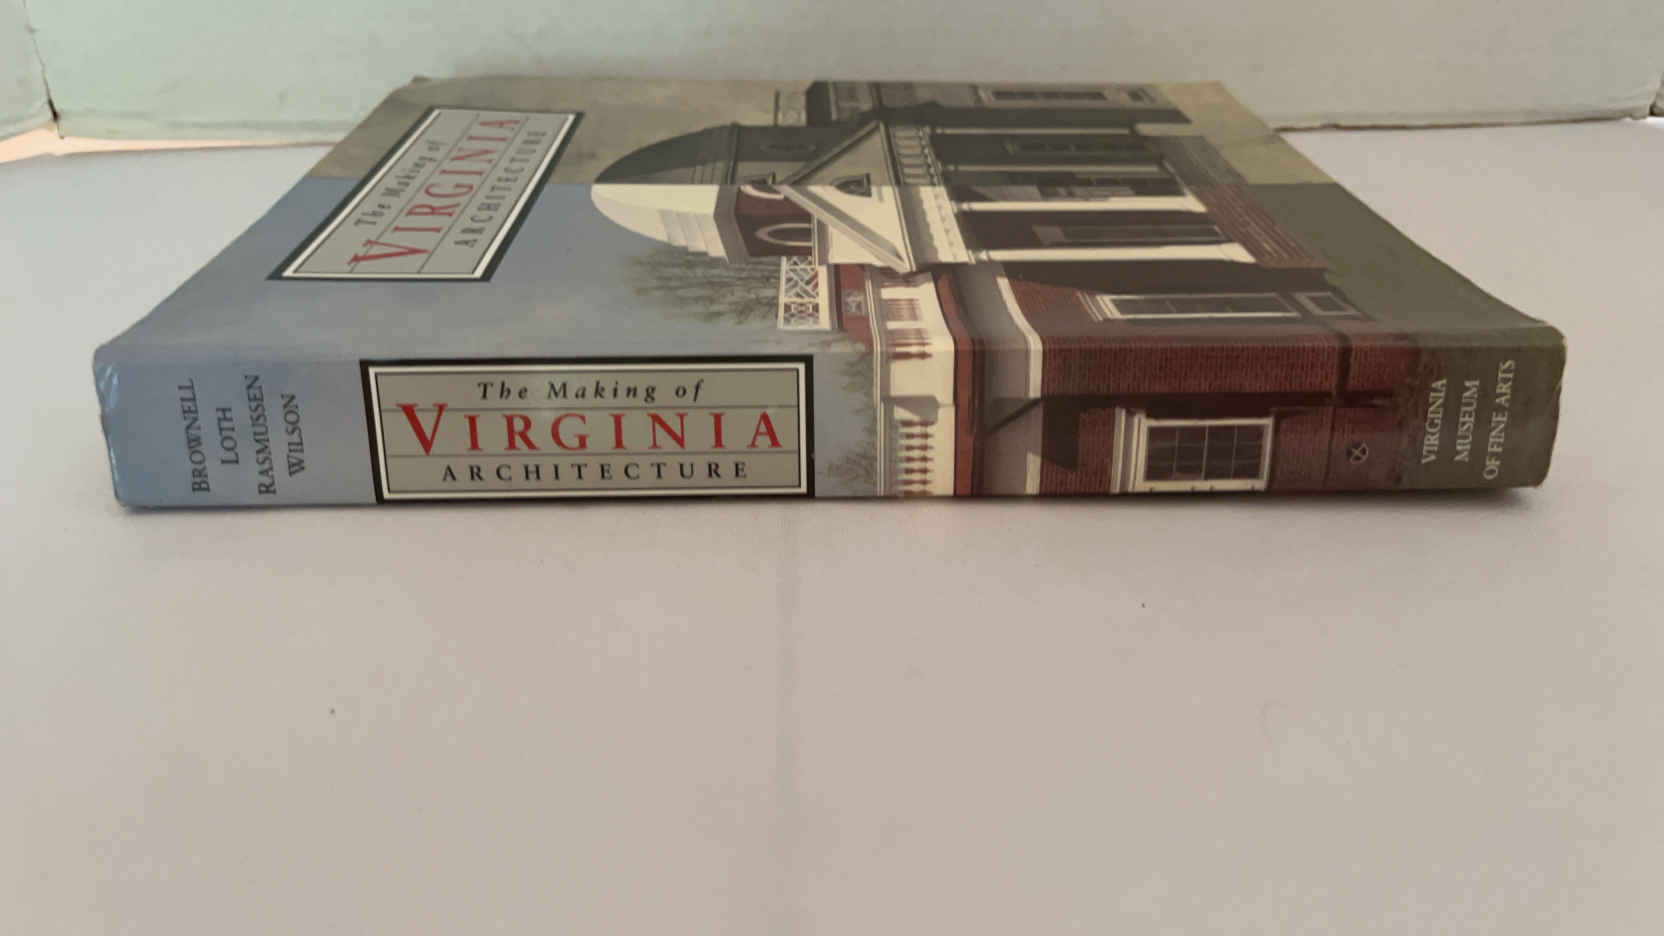 The Making of
VIRGINIA
ARCHITECTURE
BROWNELL
LOTH
RASMUSSEN
WILSON
The Making of
VIRGINIA
ARCHITECTURE
VIRGINIA
MUSEUM
OF FINE ARTS